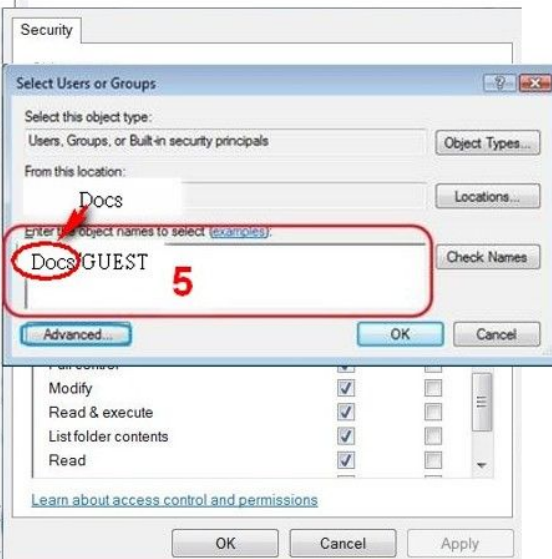 Security
Select Users or Groups
Select this object type:
Users, Groups, or Built-in security principals
Object Types...
From this location:
Docs
Locations...
Enter the object names to select (examples):
Docs/GUEST
5
Check Names
Advanced...
OK
Cancel
Full control
Modify
Read & execute
List folder contents
Read
Learn about access control and permissions
OK
Cancel
Apply